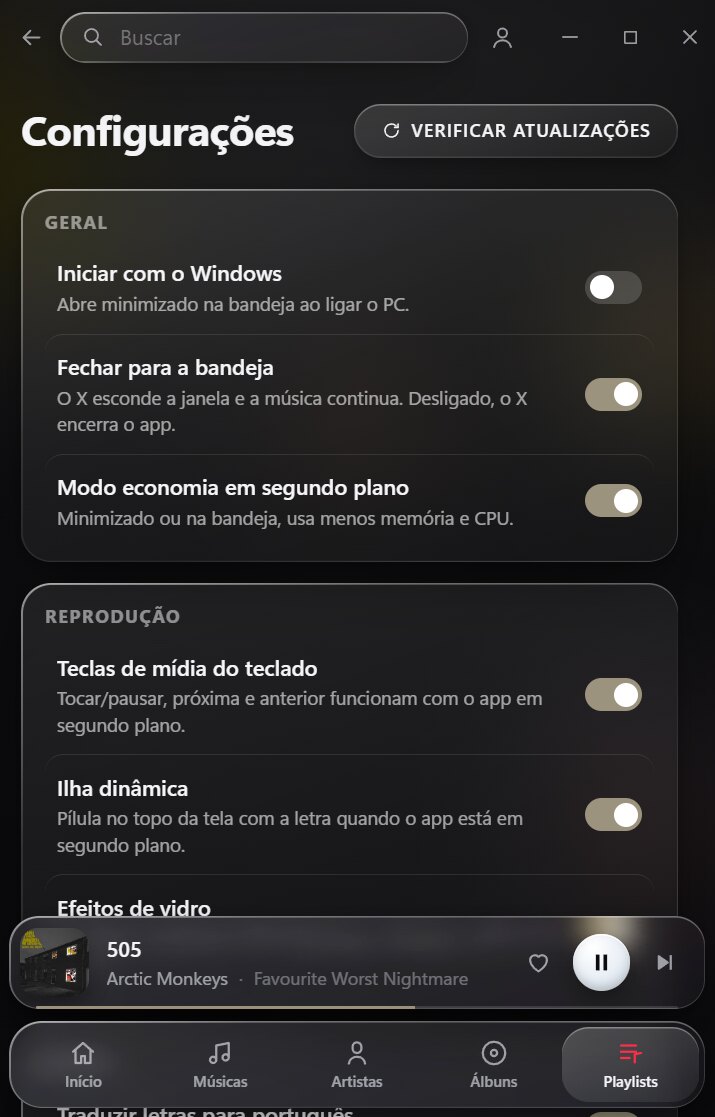 Buscar
Configurações
VERIFICAR ATUALIZAÇÕES
GERAL
Iniciar com o Windows
Abre minimizado na bandeja ao ligar o PC.
Fechar para a bandeja
O X esconde a janela e a música continua. Desligado, o X
encerra o app.
Modo economia em segundo plano
Minimizado ou na bandeja, usa menos memória e CPU.
REPRODUÇÃO
Teclas de mídia do teclado
Tocar/pausar, próxima e anterior funcionam com o app em
segundo plano.
Ilha dinâmica
Pílula no topo da tela com a letra quando o app está em
segundo plano.
Efeitos de vidro
505
Arctic Monkeys · Favourite Worst Nightmare
Início
Músicas
Artistas
Álbuns
Playlists
Traduzir letras para português